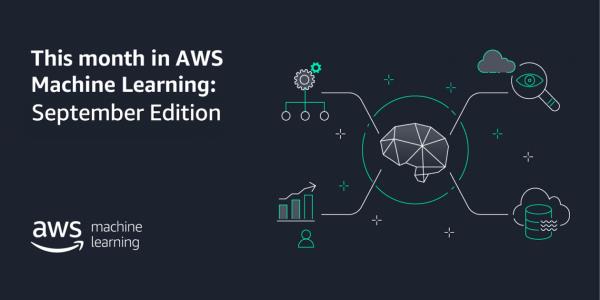 This month in AWS
Machine Learning:
September Edition
aws machine
learning